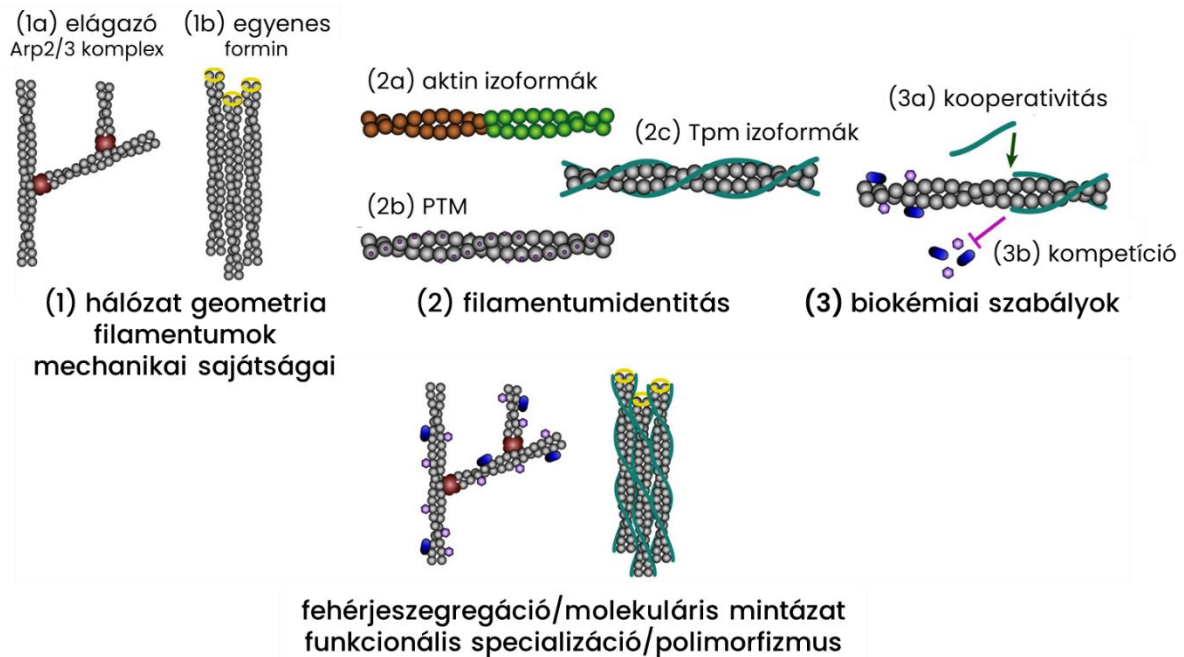 (1a) elágazó
Arp2/3 komplex
(1b) egyenes
formin
(2a) aktin izoformák
(2c) Tpm izoformák
(2b) PTM
(3a) kooperativitás
(3b) kompetíció
(1) hálózat geometria
filamentumok
mechanikai sajátságai
(2) filamentumidentitás
(3) biokémiai szabályok
fehérjeszegregáció/molekuláris mintázat
funkcionális specializáció/polimorfizmus